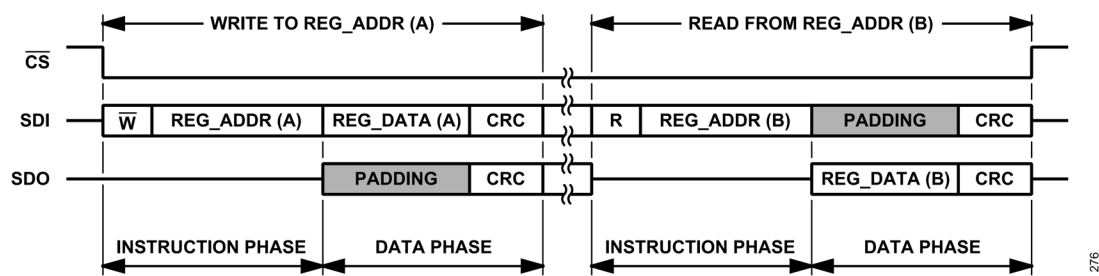 WRITE TO REG_ADDR (A) READ FROM REG_ADDR (B)
CS
SDI W REG_ADDR (A) REG_DATA (A) CRC R REG_ADDR (B) PADDING CRC
SDO PADDING CRC REG_DATA (B) CRC
INSTRUCTION PHASE DATA PHASE INSTRUCTION PHASE DATA PHASE
276